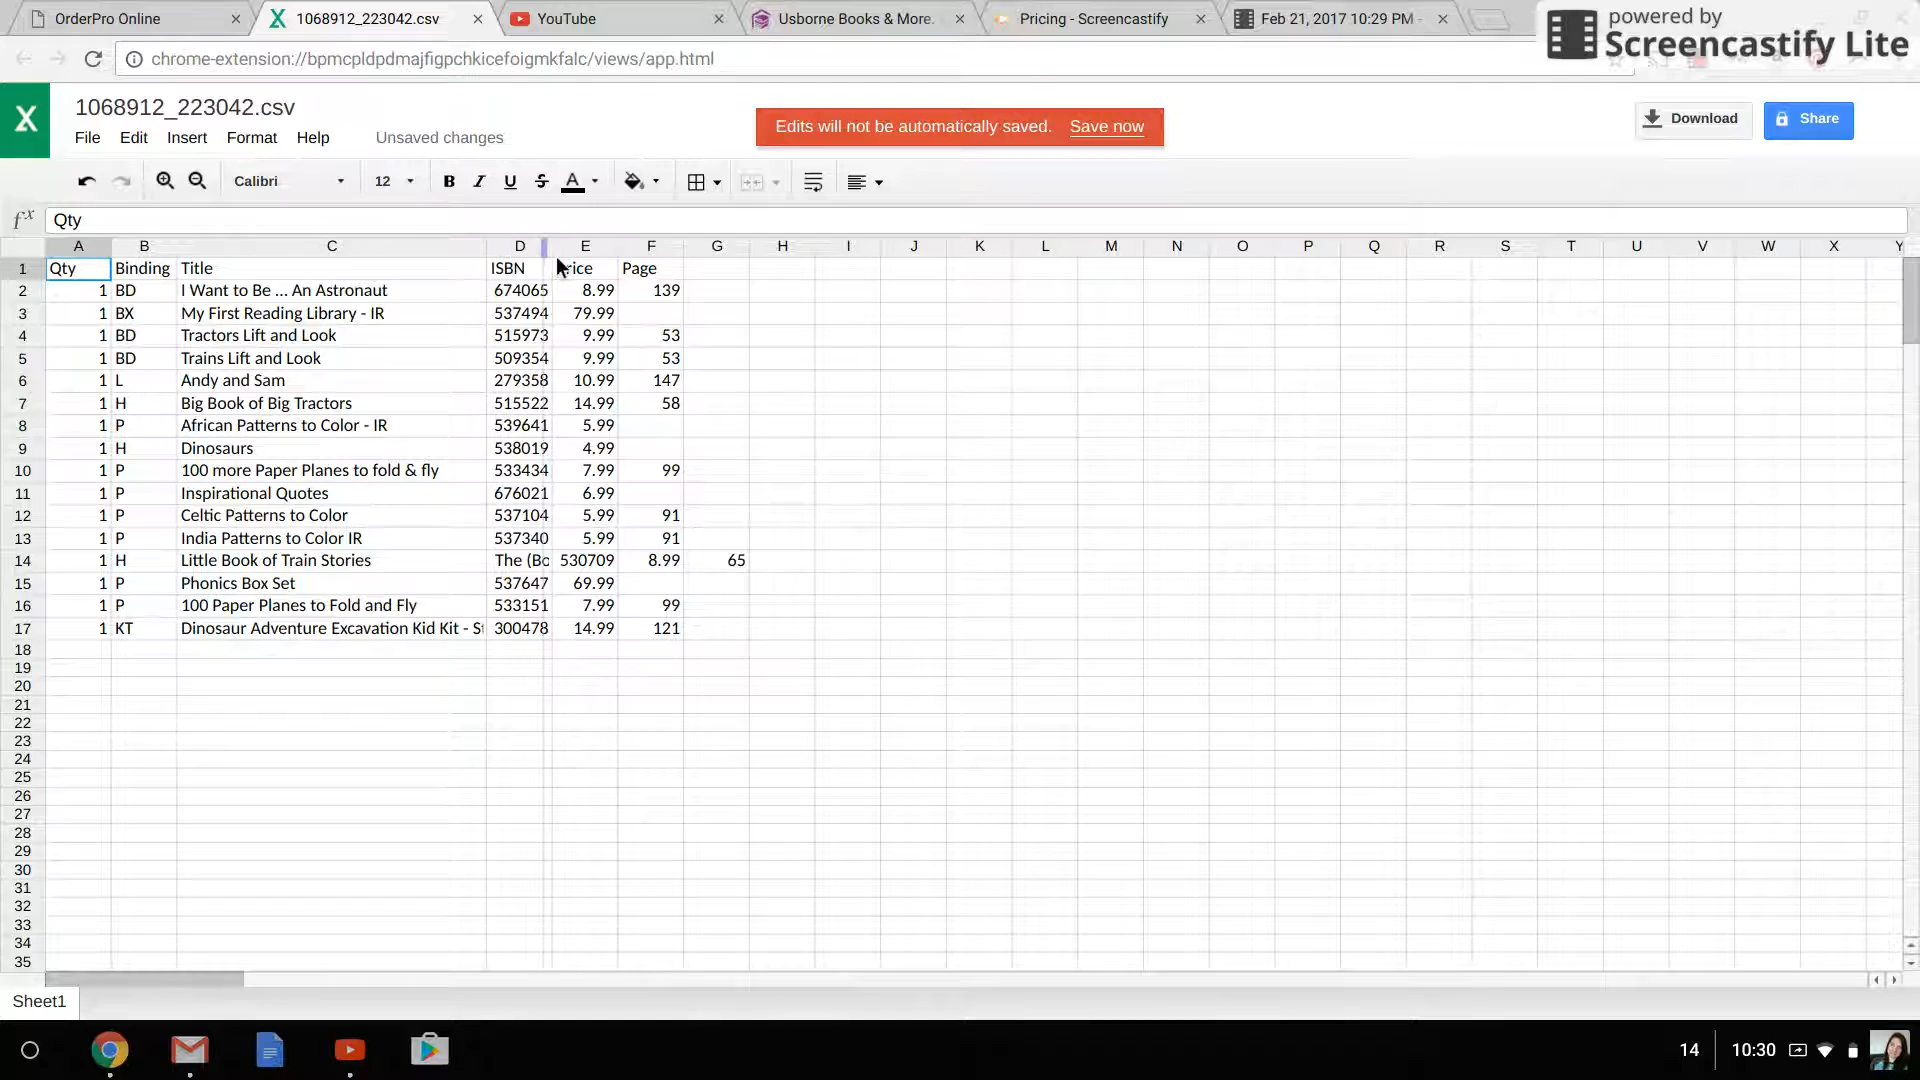 OrderPro Online
1068912_223042.csv
YouTube
Usborne Books & More.
Pricing - Screencastify
Feb 21, 2017 10:29 PM -
powered by
Screencastify Lite
chrome-extension://bpmcpldpdmajfigpchkicefoigmkfalc/views/app.html
1068912_223042.csv
File Edit Insert Format Help Unsaved changes
Edits will not be automatically saved. Save now
Download
Share
Calibri 12 B I U S A
fx Qty
A B C D E F G H I J K L M N O P Q R S T U V W X Y
1 Qty Binding Title ISBN rice Page
2 1 BD I Want to Be ... An Astronaut 674065 8.99 139
3 1 BX My First Reading Library - IR 537494 79.99
4 1 BD Tractors Lift and Look 515973 9.99 53
5 1 BD Trains Lift and Look 509354 9.99 53
6 1 L Andy and Sam 279358 10.99 147
7 1 H Big Book of Big Tractors 515522 14.99 58
8 1 P African Patterns to Color - IR 539641 5.99
9 1 H Dinosaurs 538019 4.99
10 1 P 100 more Paper Planes to fold & fly 533434 7.99 99
11 1 P Inspirational Quotes 676021 6.99
12 1 P Celtic Patterns to Color 537104 5.99 91
13 1 P India Patterns to Color IR 537340 5.99 91
14 1 H Little Book of Train Stories The (Bo 530709 8.99 65
15 1 P Phonics Box Set 537647 69.99
16 1 P 100 Paper Planes to Fold and Fly 533151 7.99 99
17 1 KT Dinosaur Adventure Excavation Kid Kit - St 300478 14.99 121
18
19
20
21
22
23
24
25
26
27
28
29
30
31
32
33
34
35
Sheet1
14 10:30